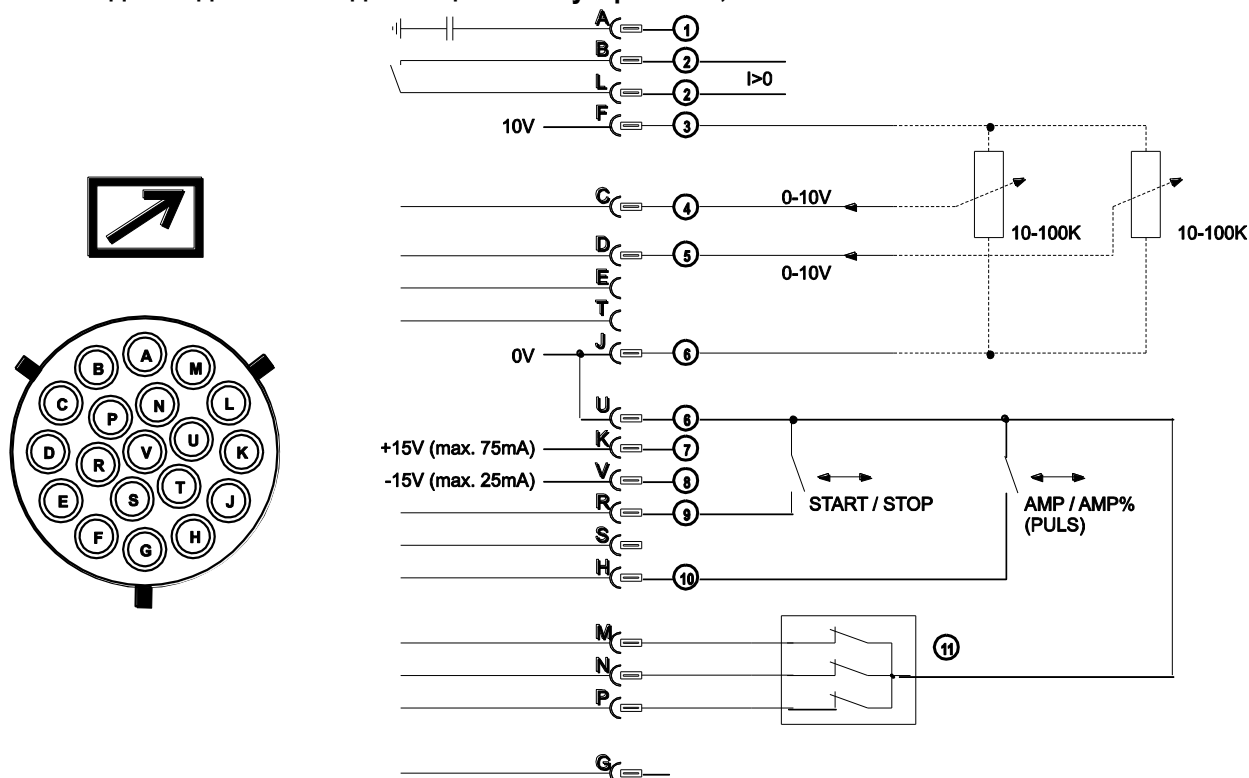 A 1
B 2
I>0
L 2
F
10V 3
C 4 0-10V
10-100K 10-100K
D 5
0-10V
E
T
J
0V 6
U 6
K
+15V (max. 75mA) 7
V
-15V (max. 25mA) 8
R 9 START / STOP AMP / AMP%
(PULS)
S
H 10
M
11
N
P
G
A
B M
C N L
P
U
D V K
R
T
E S J
F H
G